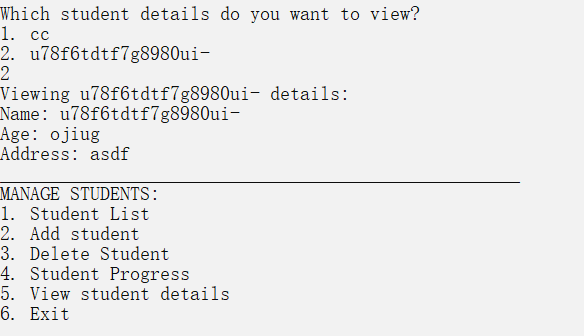 Which student details do you want to view?
1. cc
2. u78f6tdtf7g8980ui-
2
Viewing u78f6tdtf7g8980ui- details:
Name: u78f6tdtf7g8980ui-
Age: ojiug
Address: asdf
____________________________________________________
MANAGE STUDENTS:
1. Student List
2. Add student
3. Delete Student
4. Student Progress
5. View student details
6. Exit